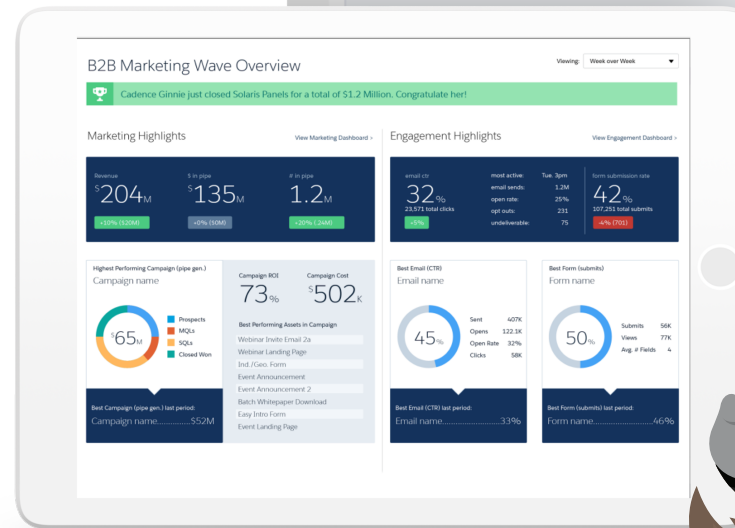 B2B Marketing Wave Overview
Viewing: Week over Week
Cadence Ginnie just closed Solaris Panels for a total of $1.2 Million. Congratulate her!
Marketing Highlights
View Marketing Dashboard >
Revenue
$204M
+10% ($20M)
$ in pipe
$135M
+0% ($0M)
# in pipe
1.2M
+20% (.24M)
Highest Performing Campaign (pipe gen.)
Campaign name
$65M
Prospects
MQLs
SQLs
Closed Won
Best Campaign (pipe gen.) last period:
Campaign name..............$52M
Campaign ROI
73%
Campaign Cost
$502K
Best Performing Assets in Campaign
Webinar Invite Email 2a
Webinar Landing Page
Ind./Geo. Form
Event Announcement
Event Announcement 2
Batch Whitepaper Download
Easy Intro Form
Event Landing Page
Engagement Highlights
View Engagement Dashboard >
email ctr
32%
23,571 total clicks
+5%
most active: Tue. 3pm
email sends: 1.2M
open rate: 25%
opt outs: 231
undeliverable: 75
form submission rate
42%
107,251 total submits
-4% (701)
Best Email (CTR)
Email name
45%
Sent 407K
Opens 122.1K
Open Rate 32%
Clicks 58K
Best Email (CTR) last period:
Email name.........................33%
Best Form (submits)
Form name
50%
Submits 56K
Views 77K
Avg. # Fields 4
Best Form (submits) last period:
Form name..........................46%